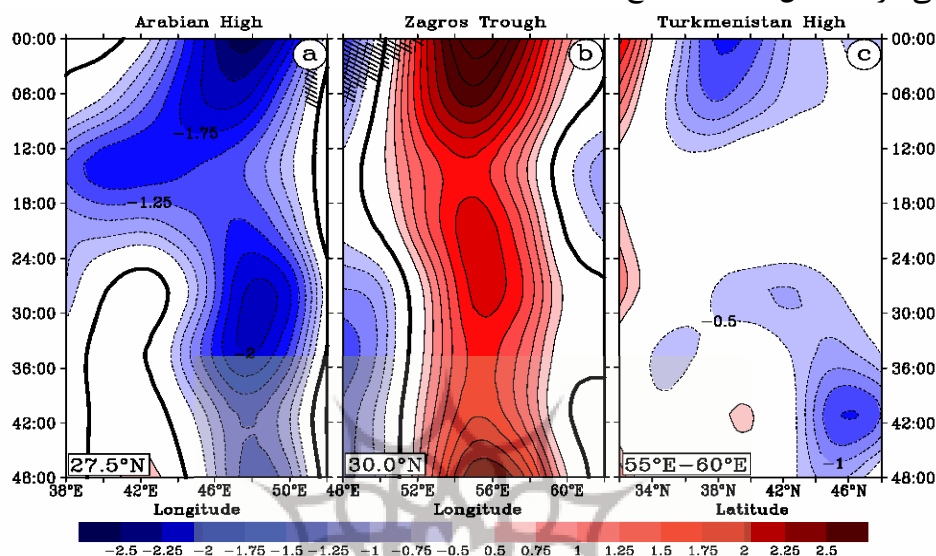 Arabian High Zagros Trough Turkmenistan High
00:00 a b c 00:00
06:00 06:00
-1.75
12:00 12:00
-1.25
18:00 18:00
24:00 24:00
30:00 30:00
-0.5
-2
36:00 36:00
42:00 42:00
27.5°N 30.0°N 55°E-60°E -1
48:00 48:00
38°E 42°E 46°E 50°E 48°E 52°E 56°E 60°E 34°N 38°N 42°N 46°N
Longitude Longitude Latitude
-2.5 -2.25 -2 -1.75 -1.5 -1.25 -1 -0.75 -0.5 0.5 0.75 1 1.25 1.5 1.75 2 2.25 2.5